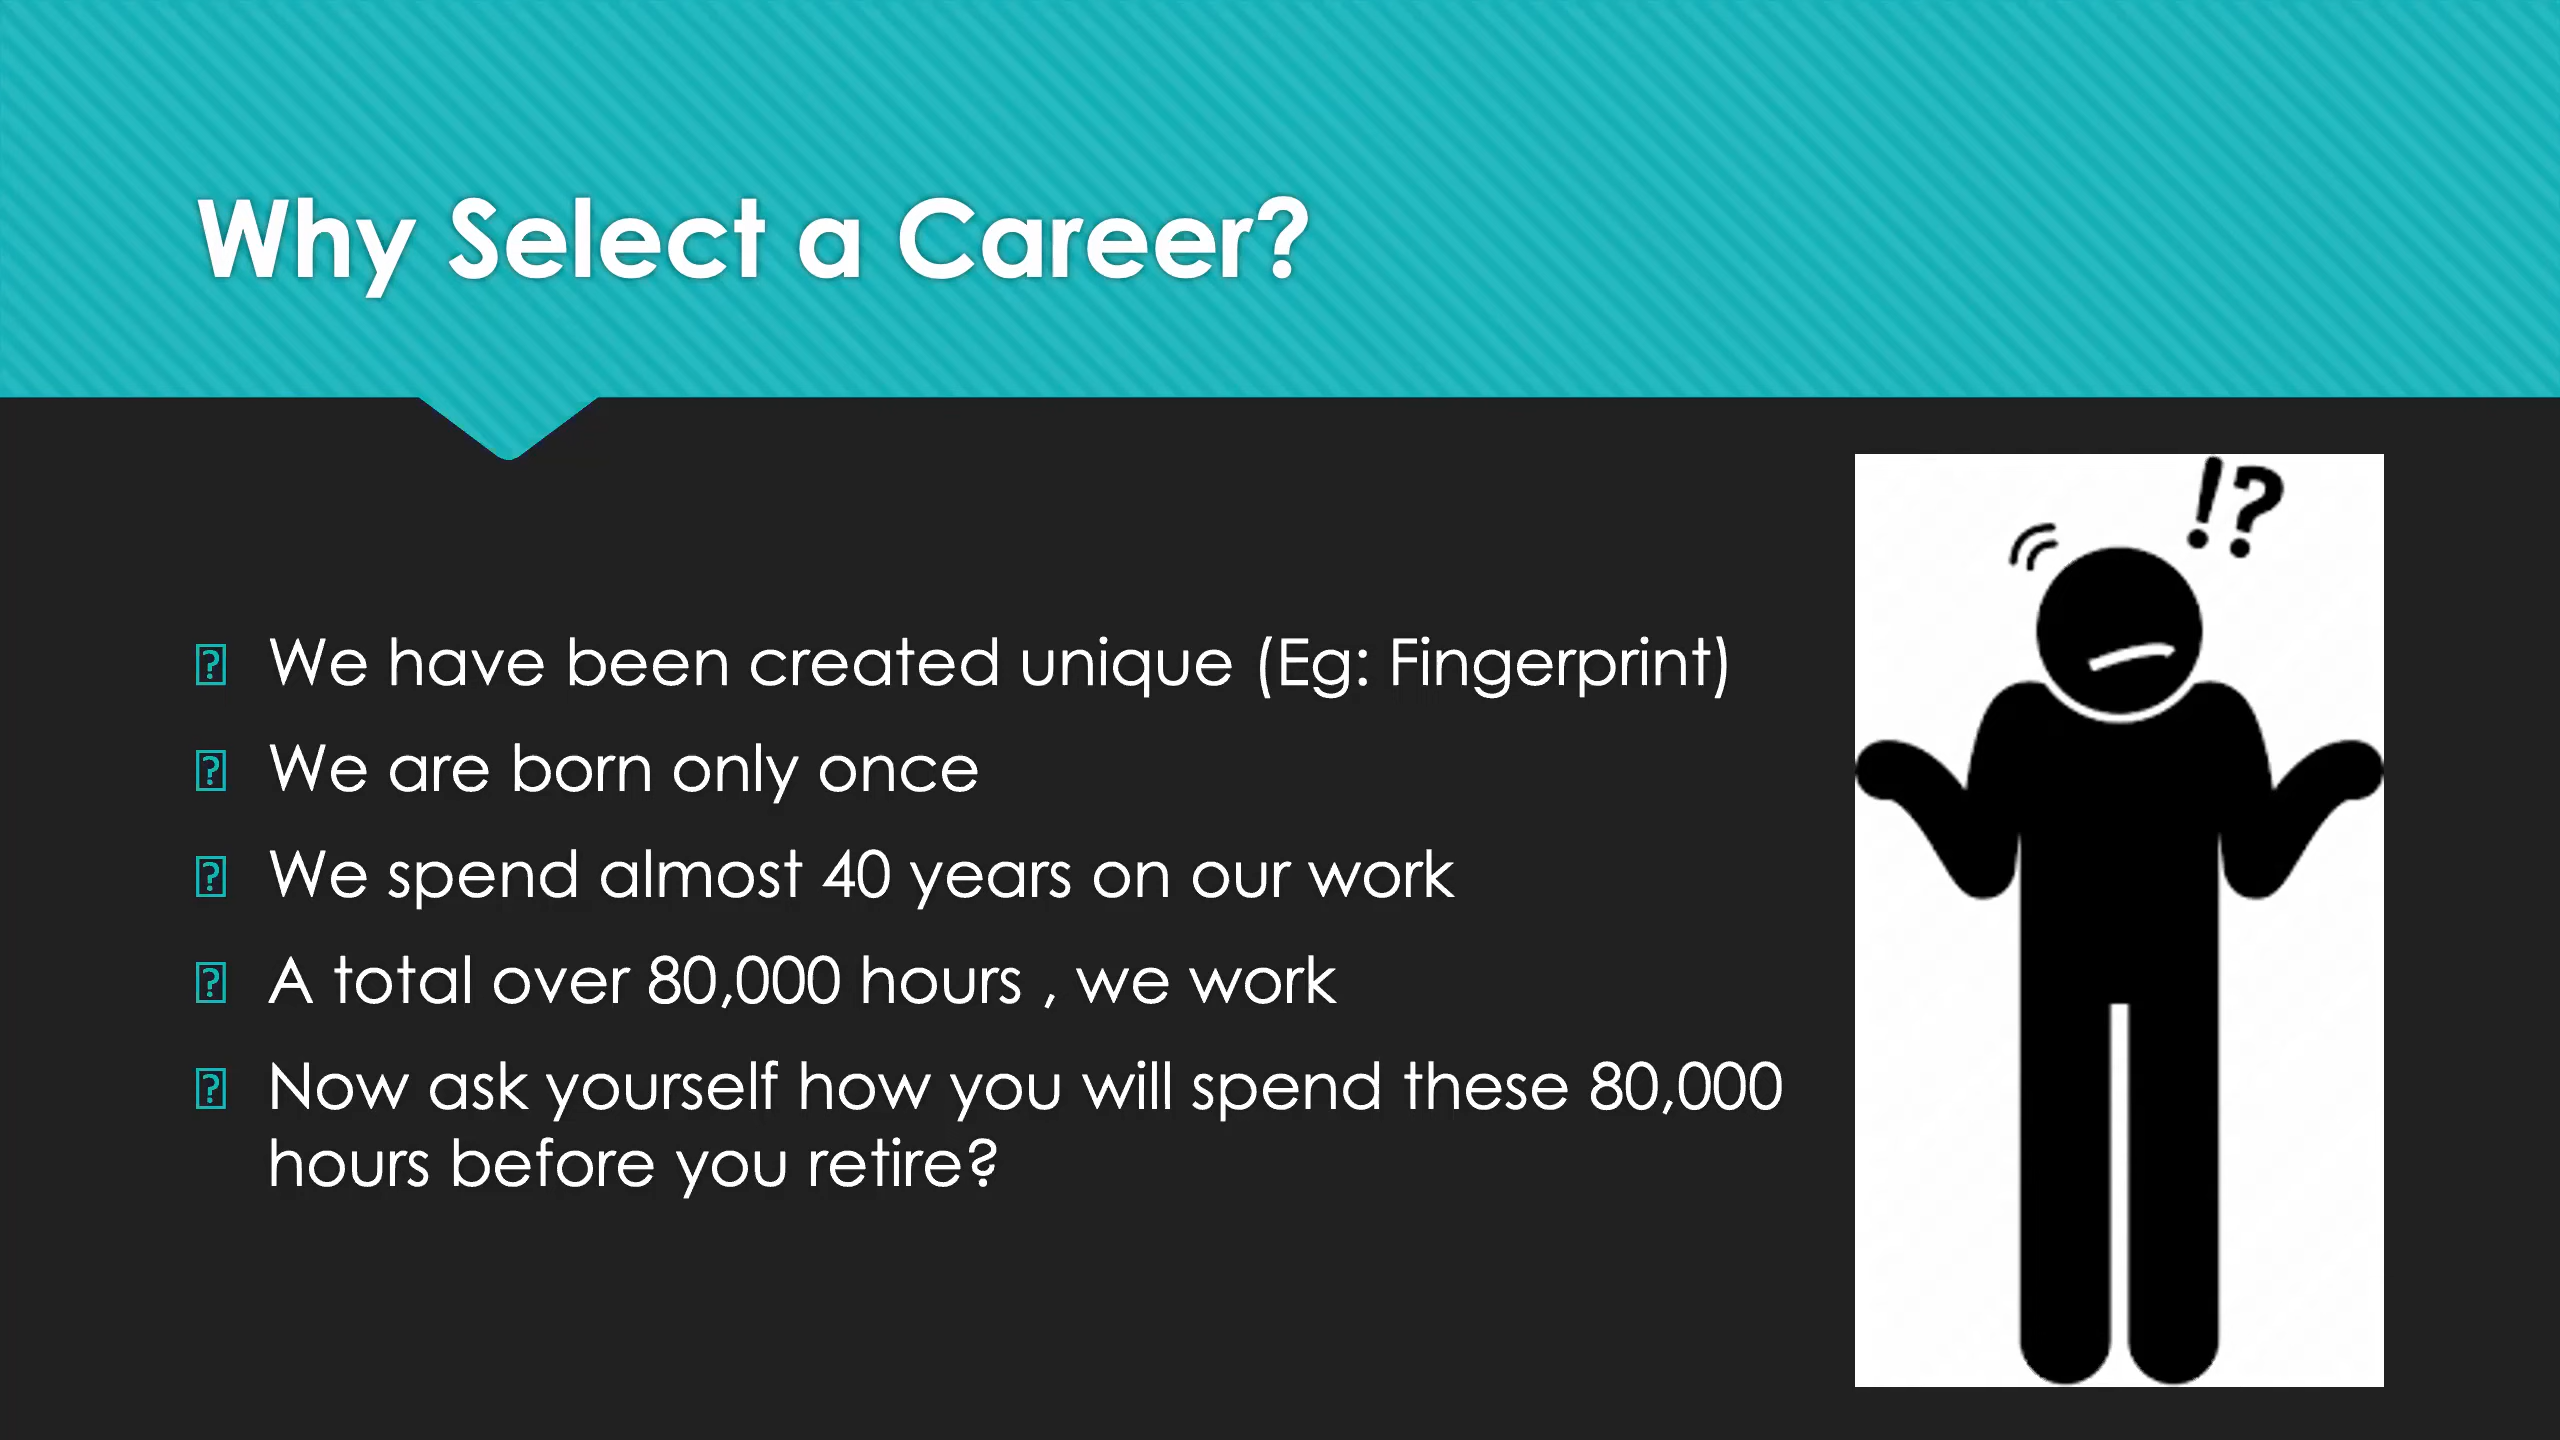 Why Select a Career?
!?
We have been created unique (Eg: Fingerprint)
We are born only once
We spend almost 40 years on our work
A total over 80,000 hours , we work
Now ask yourself how you will spend these 80,000
hours before you retire?